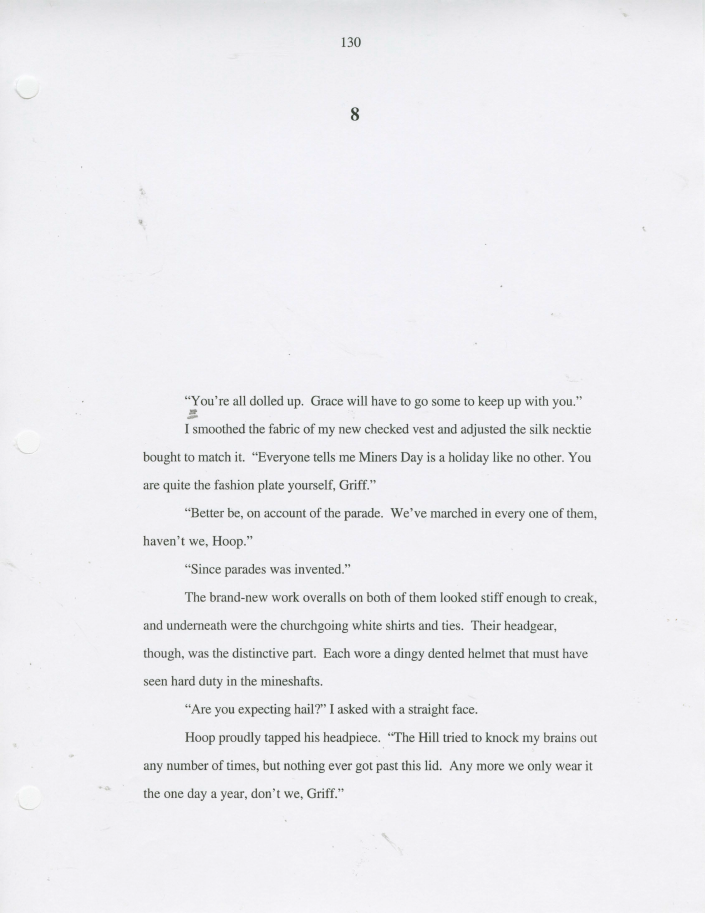 130
8
“You’re all dolled up.  Grace will have to go some to keep up with you.”
I smoothed the fabric of my new checked vest and adjusted the silk necktie
bought to match it.  “Everyone tells me Miners Day is a holiday like no other. You
are quite the fashion plate yourself, Griff.”
“Better be, on account of the parade.  We’ve marched in every one of them,
haven’t we, Hoop.”
“Since parades was invented.”
The brand-new work overalls on both of them looked stiff enough to creak,
and underneath were the churchgoing white shirts and ties.  Their headgear,
though, was the distinctive part.  Each wore a dingy dented helmet that must have
seen hard duty in the mineshafts.
“Are you expecting hail?” I asked with a straight face.
Hoop proudly tapped his headpiece.  “The Hill tried to knock my brains out
any number of times, but nothing ever got past this lid.  Any more we only wear it
the one day a year, don’t we, Griff.”